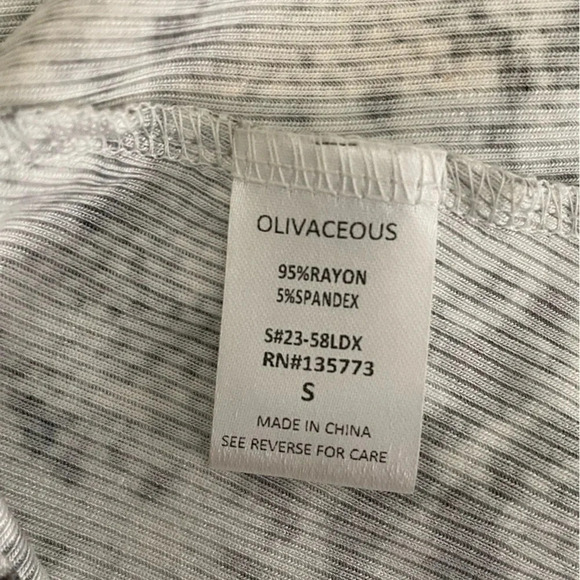 OLIVACEOUS
95%RAYON
5%SPANDEX
S#23-58LDX
RN#135773
S
MADE IN CHINA
SEE REVERSE FOR CARE